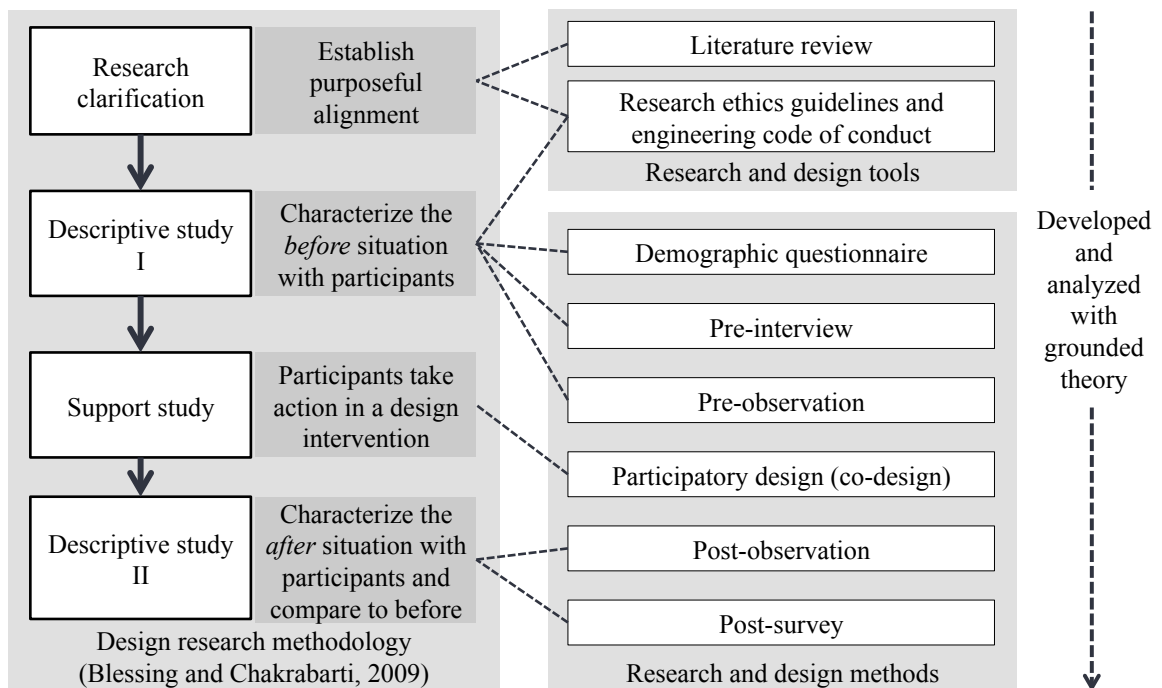 Research
clarification
Establish
purposeful
alignment
Descriptive study
I
Characterize the
before situation
with participants
Support study
Participants take
action in a design
intervention
Descriptive study
II
Characterize the
after situation with
participants and
compare to before
Design research methodology
(Blessing and Chakrabarti, 2009)
Literature review
Research ethics guidelines and
engineering code of conduct
Research and design tools
Demographic questionnaire
Pre-interview
Pre-observation
Participatory design (co-design)
Post-observation
Post-survey
Research and design methods
Developed
and
analyzed
with
grounded
theory